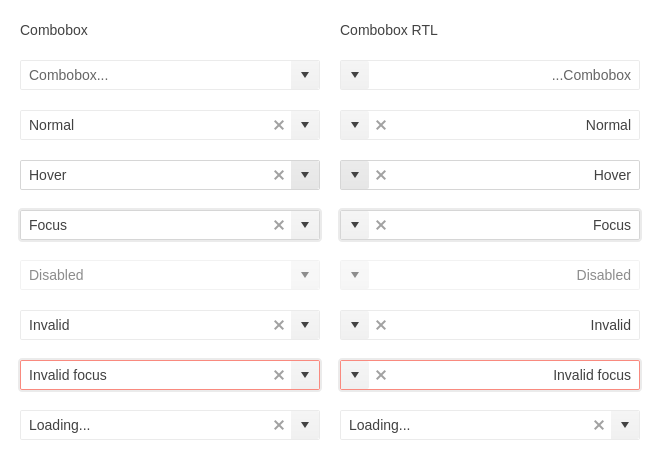 Combobox
Combobox RTL
Combobox...
...Combobox
Normal
Normal
Hover
Hover
Focus
Focus
Disabled
Disabled
Invalid
Invalid
Invalid focus
Invalid focus
Loading...
Loading...